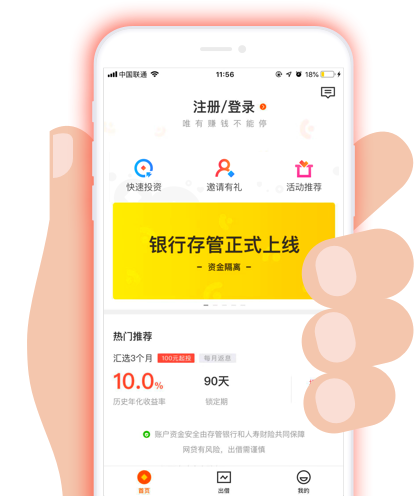 中国联通 11:56 18%
注册/登录
唯有赚钱不能停
快速投资 邀请有礼 活动推荐
银行存管正式上线
- 资金隔离 -
热门推荐
汇选3个月 100元起投 每月返息
10.0% 90天
历史年化收益率 锁定期
账户资金安全由存管银行和人寿财险共同保障
网贷有风险，出借需谨慎
首页 出借 我的